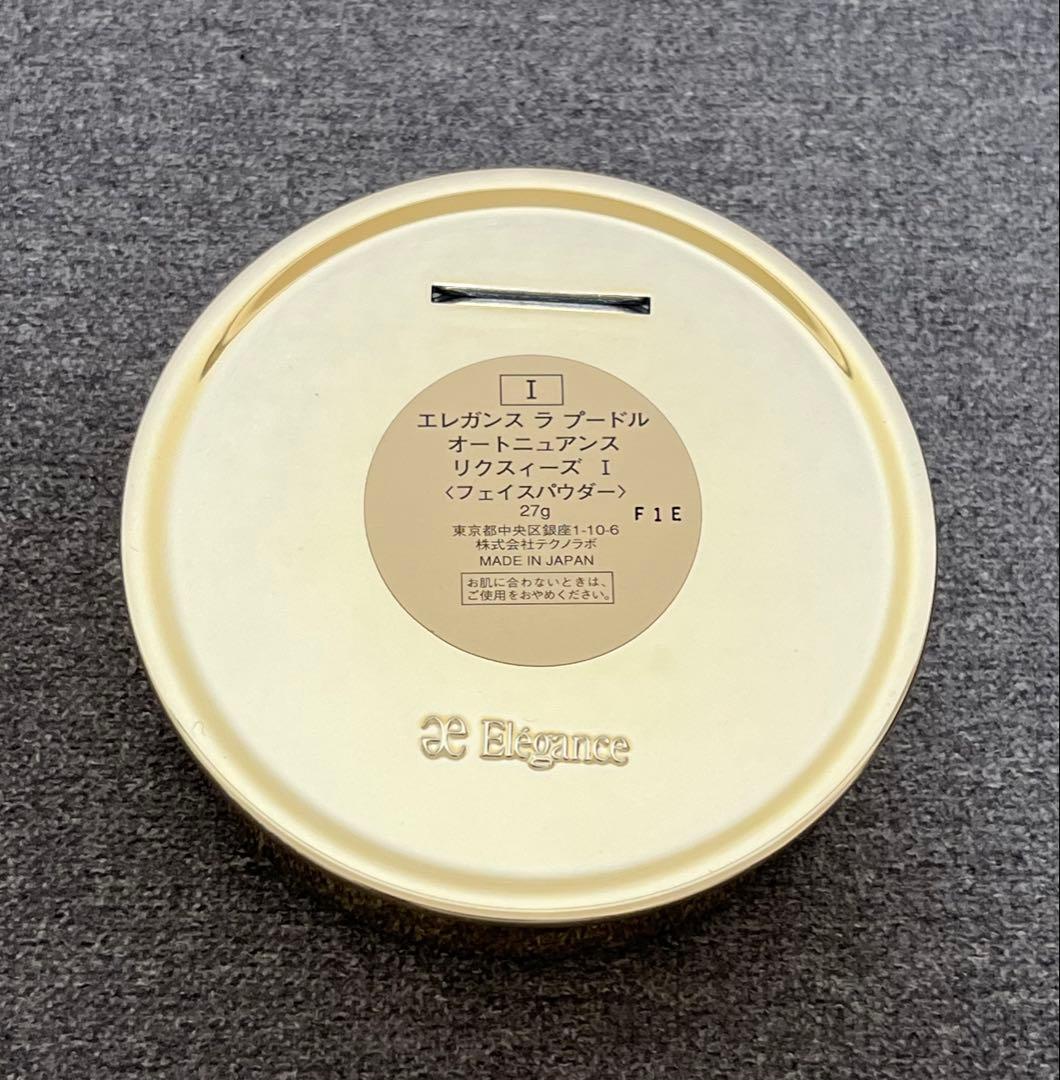 I
エレガンス ラ プードル
オートニュアンス
リクスィーズ I
〈フェイスパウダー〉
27g
F1E
東京都中央区銀座1-10-6
株式会社テクノラボ
MADE IN JAPAN
お肌に合わないときは、
ご使用をおやめください。
æ Elégance